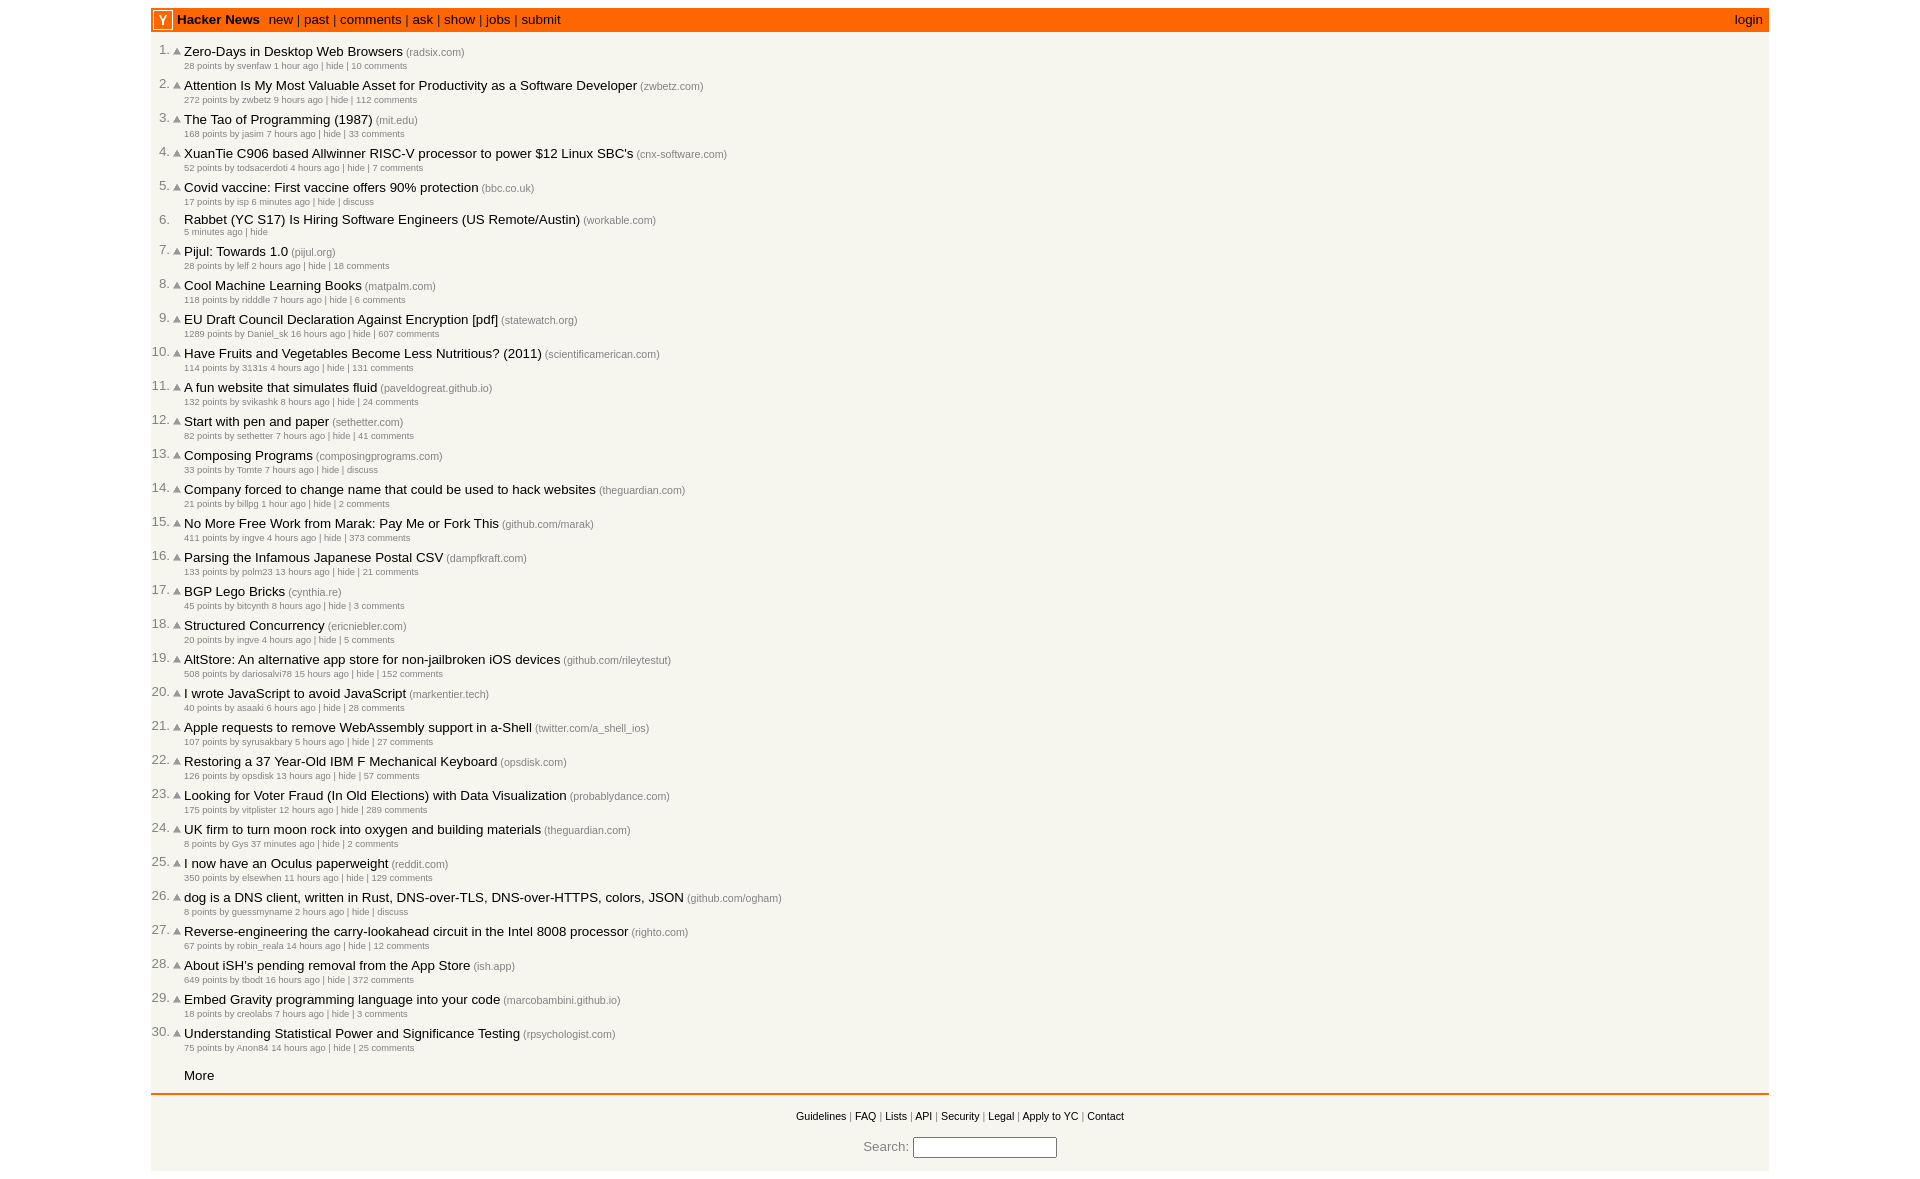 Y Hacker News new | past | comments | ask | show | jobs | submit login
1. Zero-Days in Desktop Web Browsers (radsix.com)
28 points by svenfaw 1 hour ago | hide | 10 comments
2. Attention Is My Most Valuable Asset for Productivity as a Software Developer (zwbetz.com)
272 points by zwbetz 9 hours ago | hide | 112 comments
3. The Tao of Programming (1987) (mit.edu)
168 points by jasim 7 hours ago | hide | 33 comments
4. XuanTie C906 based Allwinner RISC-V processor to power $12 Linux SBC's (cnx-software.com)
52 points by todsacerdoti 4 hours ago | hide | 7 comments
5. Covid vaccine: First vaccine offers 90% protection (bbc.co.uk)
17 points by isp 6 minutes ago | hide | discuss
6. Rabbet (YC S17) Is Hiring Software Engineers (US Remote/Austin) (workable.com)
5 minutes ago | hide
7. Pijul: Towards 1.0 (pijul.org)
28 points by lelf 2 hours ago | hide | 18 comments
8. Cool Machine Learning Books (matpalm.com)
118 points by ridddle 7 hours ago | hide | 6 comments
9. EU Draft Council Declaration Against Encryption [pdf] (statewatch.org)
1289 points by Daniel_sk 16 hours ago | hide | 607 comments
10. Have Fruits and Vegetables Become Less Nutritious? (2011) (scientificamerican.com)
114 points by 3131s 4 hours ago | hide | 131 comments
11. A fun website that simulates fluid (paveldogreat.github.io)
132 points by svikashk 8 hours ago | hide | 24 comments
12. Start with pen and paper (sethetter.com)
82 points by sethetter 7 hours ago | hide | 41 comments
13. Composing Programs (composingprograms.com)
33 points by Tomte 7 hours ago | hide | discuss
14. Company forced to change name that could be used to hack websites (theguardian.com)
21 points by billpg 1 hour ago | hide | 2 comments
15. No More Free Work from Marak: Pay Me or Fork This (github.com/marak)
411 points by ingve 4 hours ago | hide | 373 comments
16. Parsing the Infamous Japanese Postal CSV (dampfkraft.com)
133 points by polm23 13 hours ago | hide | 21 comments
17. BGP Lego Bricks (cynthia.re)
45 points by bitcynth 8 hours ago | hide | 3 comments
18. Structured Concurrency (ericniebler.com)
20 points by ingve 4 hours ago | hide | 5 comments
19. AltStore: An alternative app store for non-jailbroken iOS devices (github.com/rileytestut)
508 points by dariosalvi78 15 hours ago | hide | 152 comments
20. I wrote JavaScript to avoid JavaScript (markentier.tech)
40 points by asaaki 6 hours ago | hide | 28 comments
21. Apple requests to remove WebAssembly support in a-Shell (twitter.com/a_shell_ios)
107 points by syrusakbary 5 hours ago | hide | 27 comments
22. Restoring a 37 Year-Old IBM F Mechanical Keyboard (opsdisk.com)
126 points by opsdisk 13 hours ago | hide | 57 comments
23. Looking for Voter Fraud (In Old Elections) with Data Visualization (probablydance.com)
175 points by vitplister 12 hours ago | hide | 289 comments
24. UK firm to turn moon rock into oxygen and building materials (theguardian.com)
8 points by Gys 37 minutes ago | hide | 2 comments
25. I now have an Oculus paperweight (reddit.com)
350 points by elsewhen 11 hours ago | hide | 129 comments
26. dog is a DNS client, written in Rust, DNS-over-TLS, DNS-over-HTTPS, colors, JSON (github.com/ogham)
8 points by guessmyname 2 hours ago | hide | discuss
27. Reverse-engineering the carry-lookahead circuit in the Intel 8008 processor (righto.com)
67 points by robin_reala 14 hours ago | hide | 12 comments
28. About iSH's pending removal from the App Store (ish.app)
649 points by tbodt 16 hours ago | hide | 372 comments
29. Embed Gravity programming language into your code (marcobambini.github.io)
18 points by creolabs 7 hours ago | hide | 3 comments
30. Understanding Statistical Power and Significance Testing (rpsychologist.com)
75 points by Anon84 14 hours ago | hide | 25 comments
More
Guidelines | FAQ | Lists | API | Security | Legal | Apply to YC | Contact
Search: